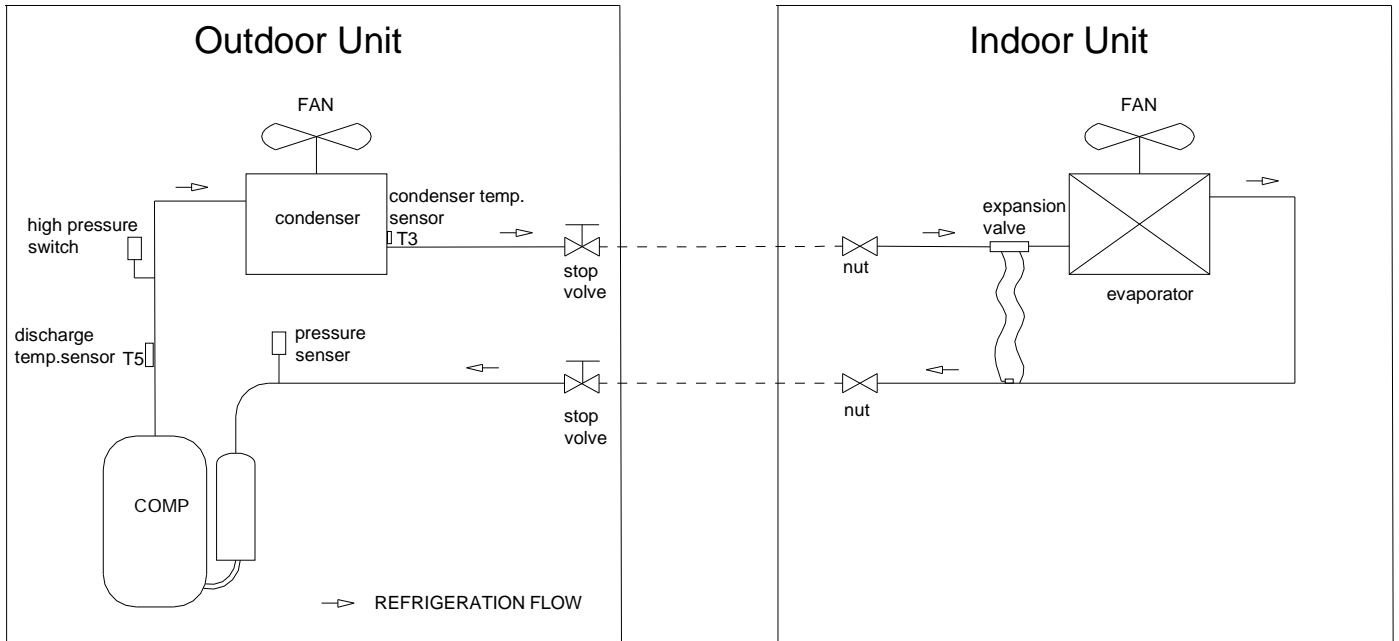 Outdoor Unit
FAN
condenser
condenser temp.
sensor
T3
high pressure
switch
discharge
temp.sensor
T5
pressure
senser
stop
volve
stop
volve
COMP
REFRIGERATION FLOW
Indoor Unit
FAN
expansion
valve
nut
evaporator
nut